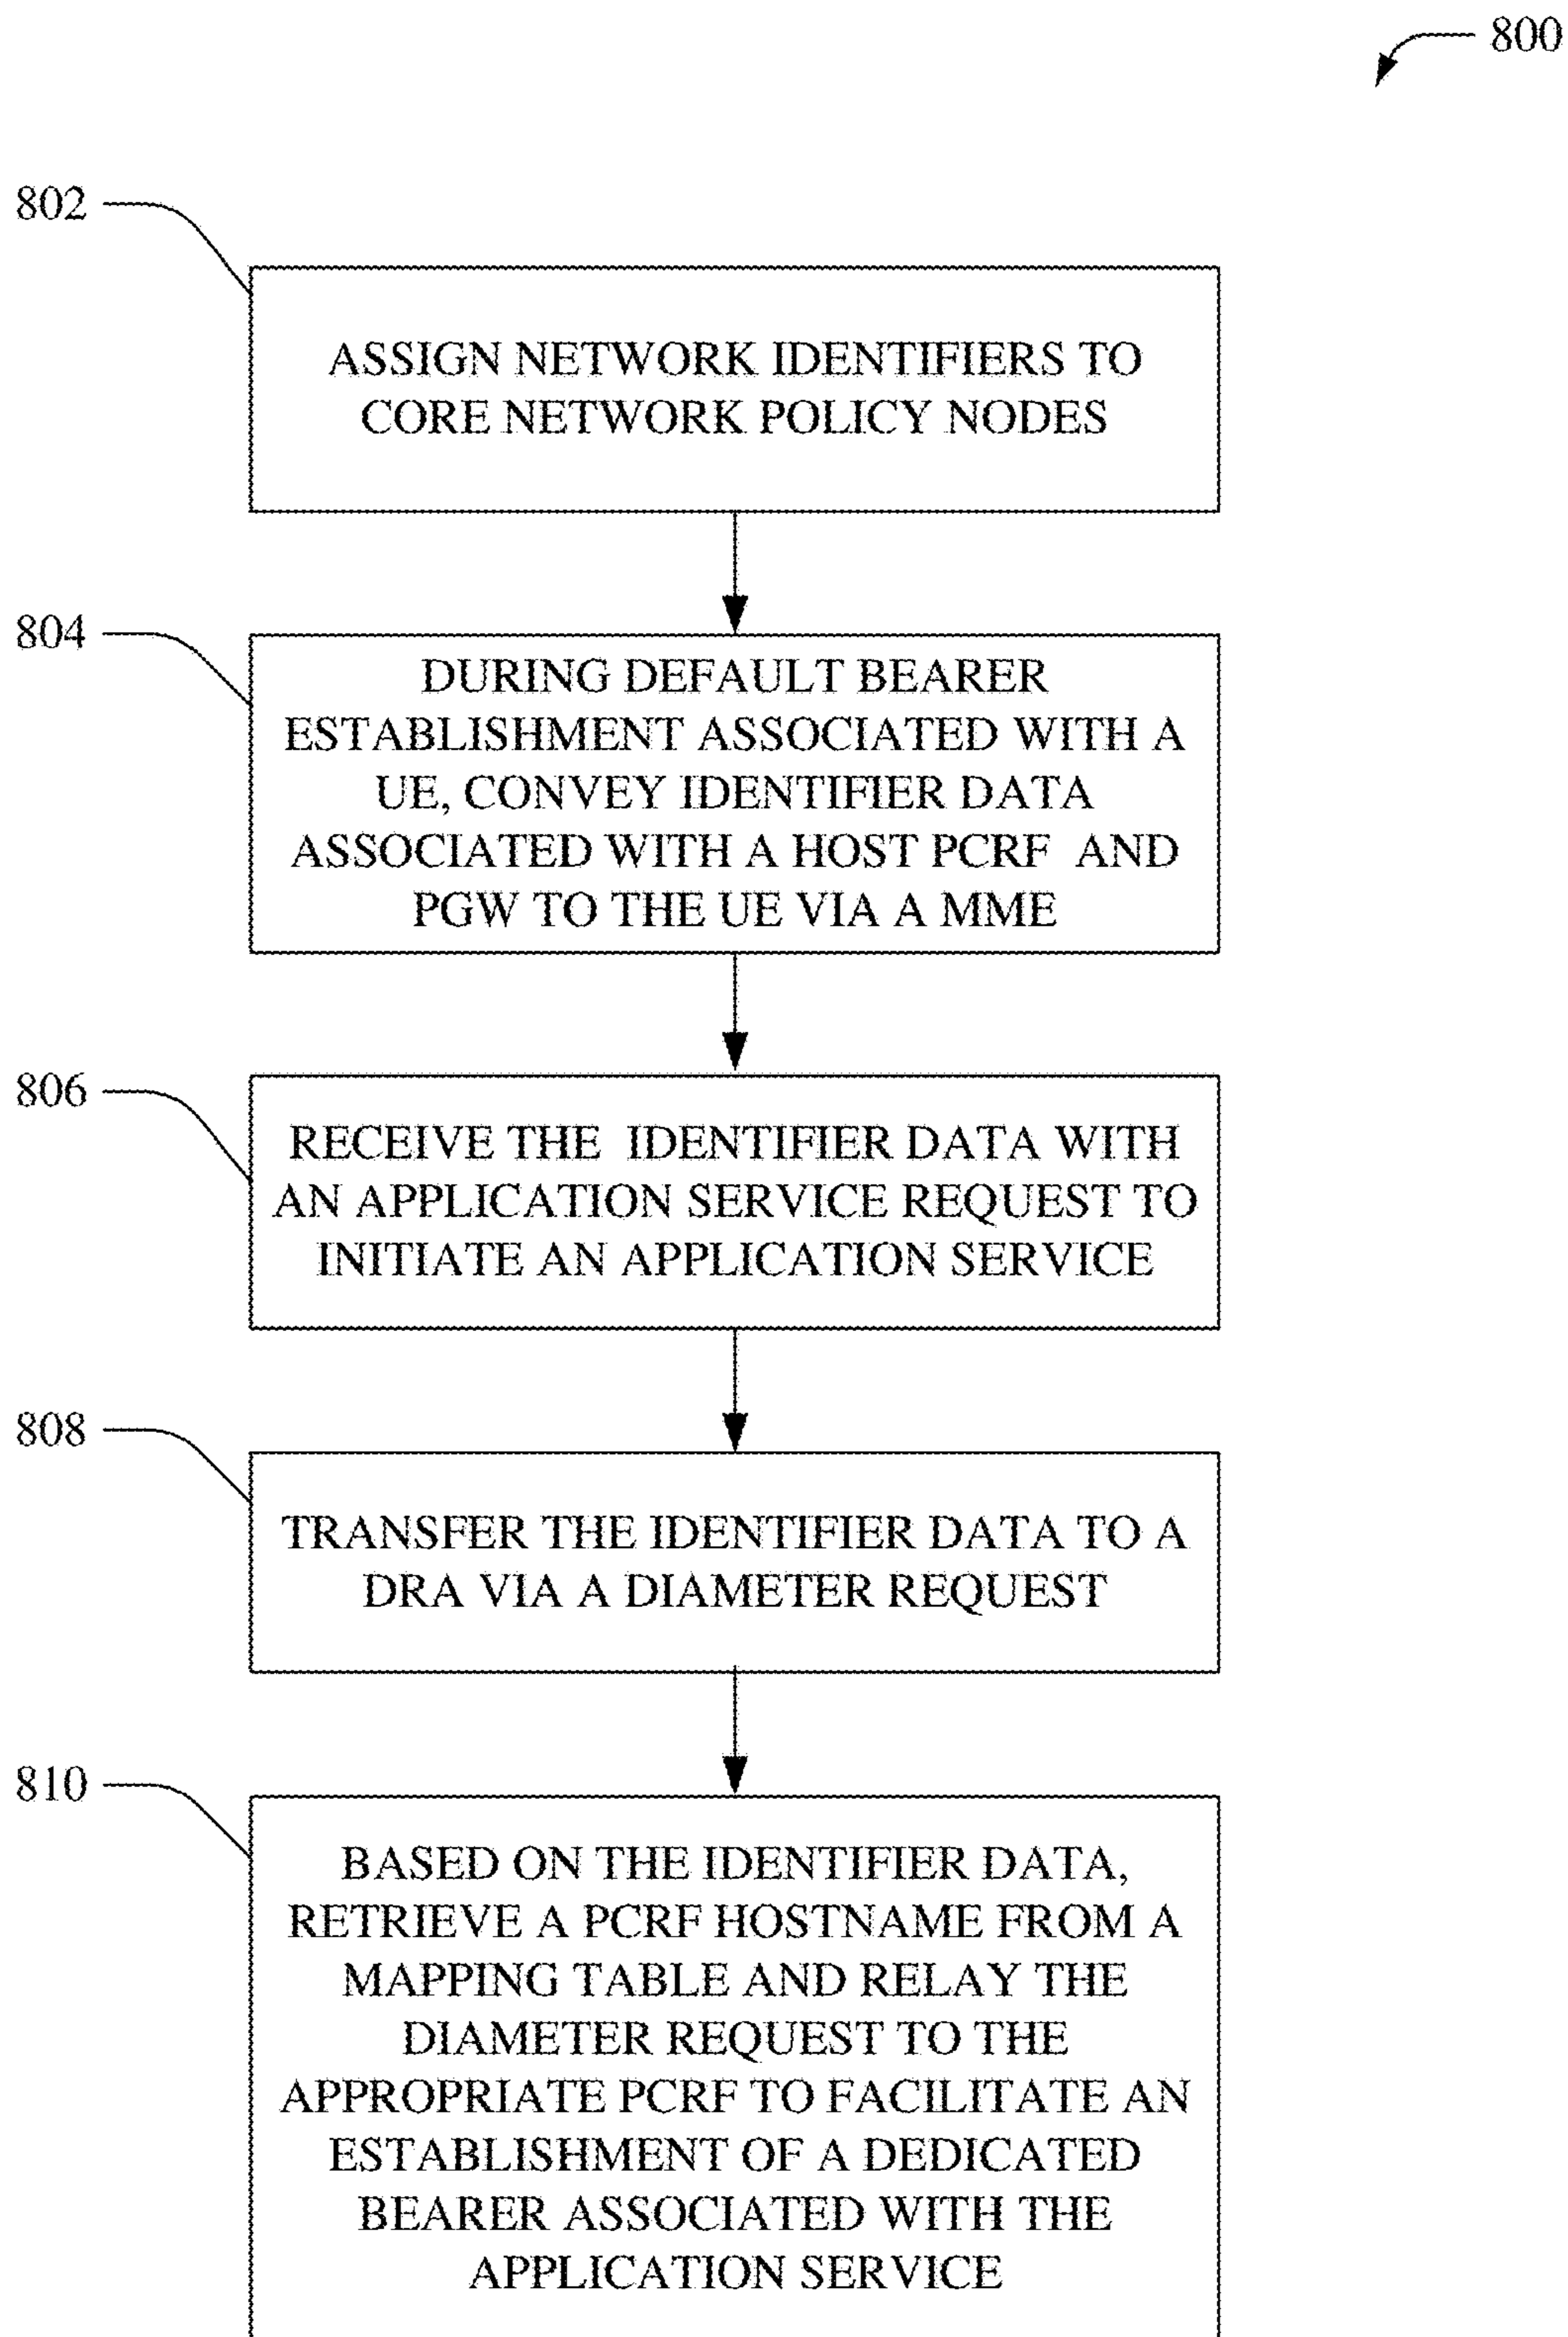 800
802
ASSIGN NETWORK IDENTIFIERS TO
CORE NETWORK POLICY NODES
804
DURING DEFAULT BEARER
ESTABLISHMENT ASSOCIATED WITH A
UE, CONVEY IDENTIFIER DATA
ASSOCIATED WITH A HOST PCRF AND
PGW TO THE UE VIA A MME
806
RECEIVE THE IDENTIFIER DATA WITH
AN APPLICATION SERVICE REQUEST TO
INITIATE AN APPLICATION SERVICE
808
TRANSFER THE IDENTIFIER DATA TO A
DRA VIA A DIAMETER REQUEST
810
BASED ON THE IDENTIFIER DATA,
RETRIEVE A PCRF HOSTNAME FROM A
MAPPING TABLE AND RELAY THE
DIAMETER REQUEST TO THE
APPROPRIATE PCRF TO FACILITATE AN
ESTABLISHMENT OF A DEDICATED
BEARER ASSOCIATED WITH THE
APPLICATION SERVICE